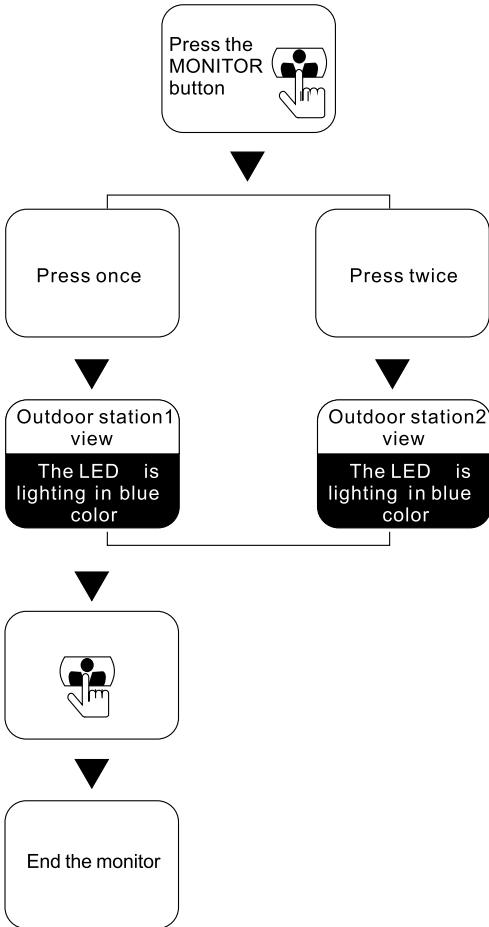 Press the
MONITOR
button
Press once
Press twice
Outdoor station1
view
The LED is
lighting in blue
color
Outdoor station2
view
The LED is
lighting in blue
color
End the monitor